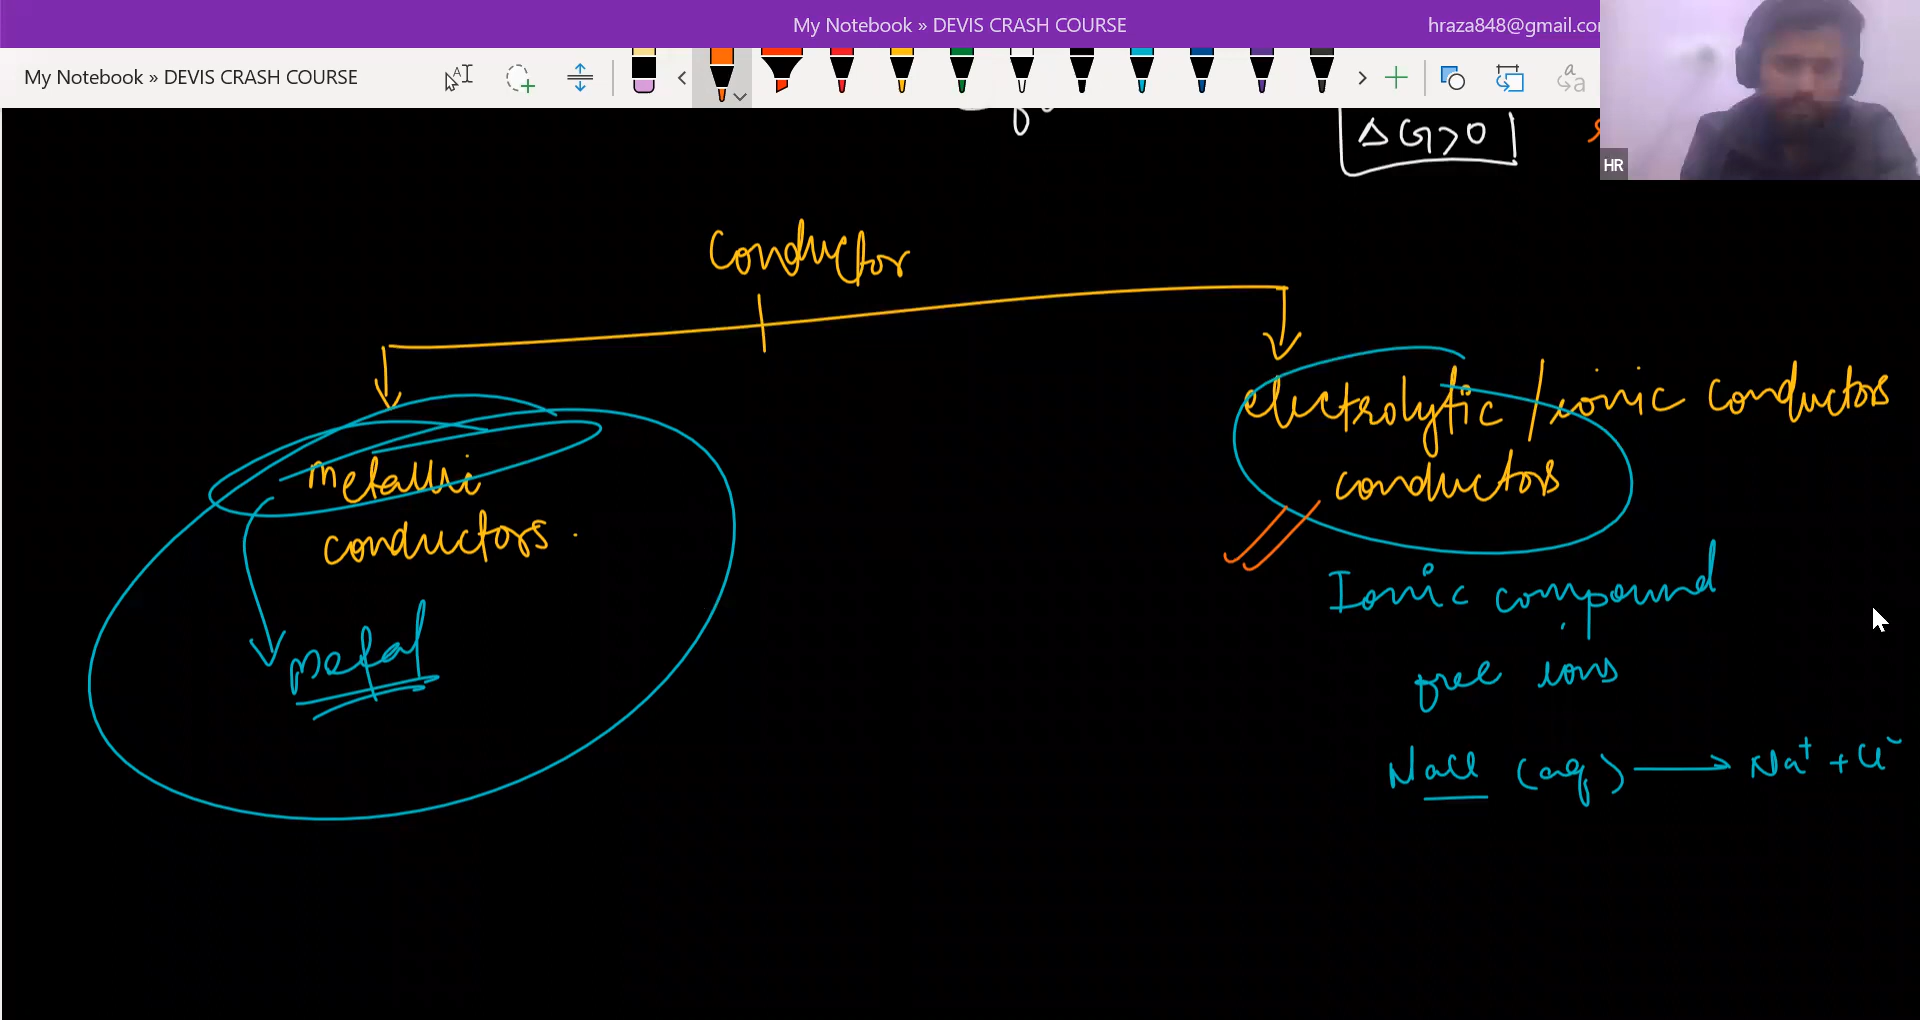 My Notebook » DEVIS CRASH COURSE
hraza848@gmail.co
My Notebook » DEVIS CRASH COURSE
HR
ΔG>0
Conductor
electrolytic / ionic conductors
conductors
metallic
conductors.
metal
Ionic compound
free ions
NaCl (aq) → Na⁺ + Cl⁻